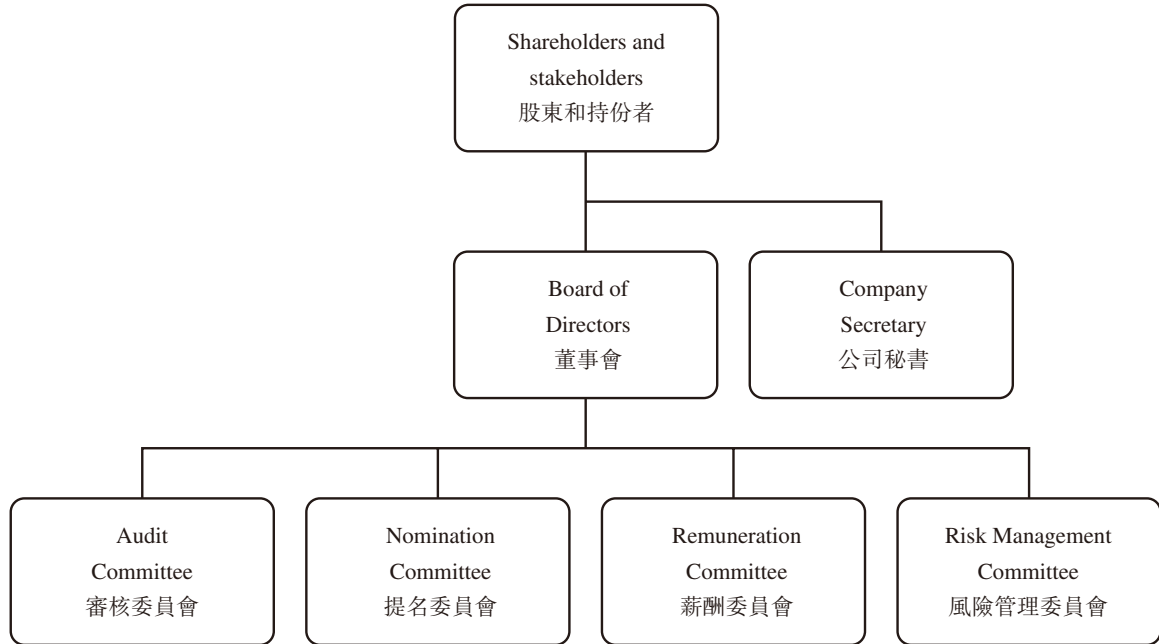 Shareholders and
stakeholders
股東和持份者
Board of
Directors
董事會
Company
Secretary
公司秘書
Audit
Committee
審核委員會
Nomination
Committee
提名委員會
Remuneration
Committee
薪酬委員會
Risk Management
Committee
風險管理委員會